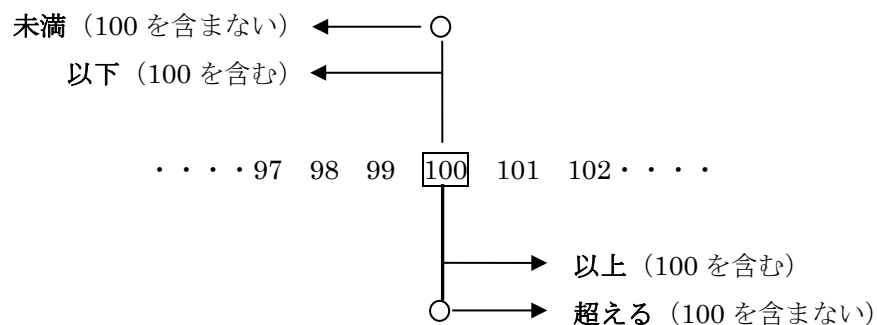 未満（100 を含まない）
以下（100 を含む）
・・・・97 98 99 100 101 102・・・・
以上（100 を含む）
超える（100 を含まない）